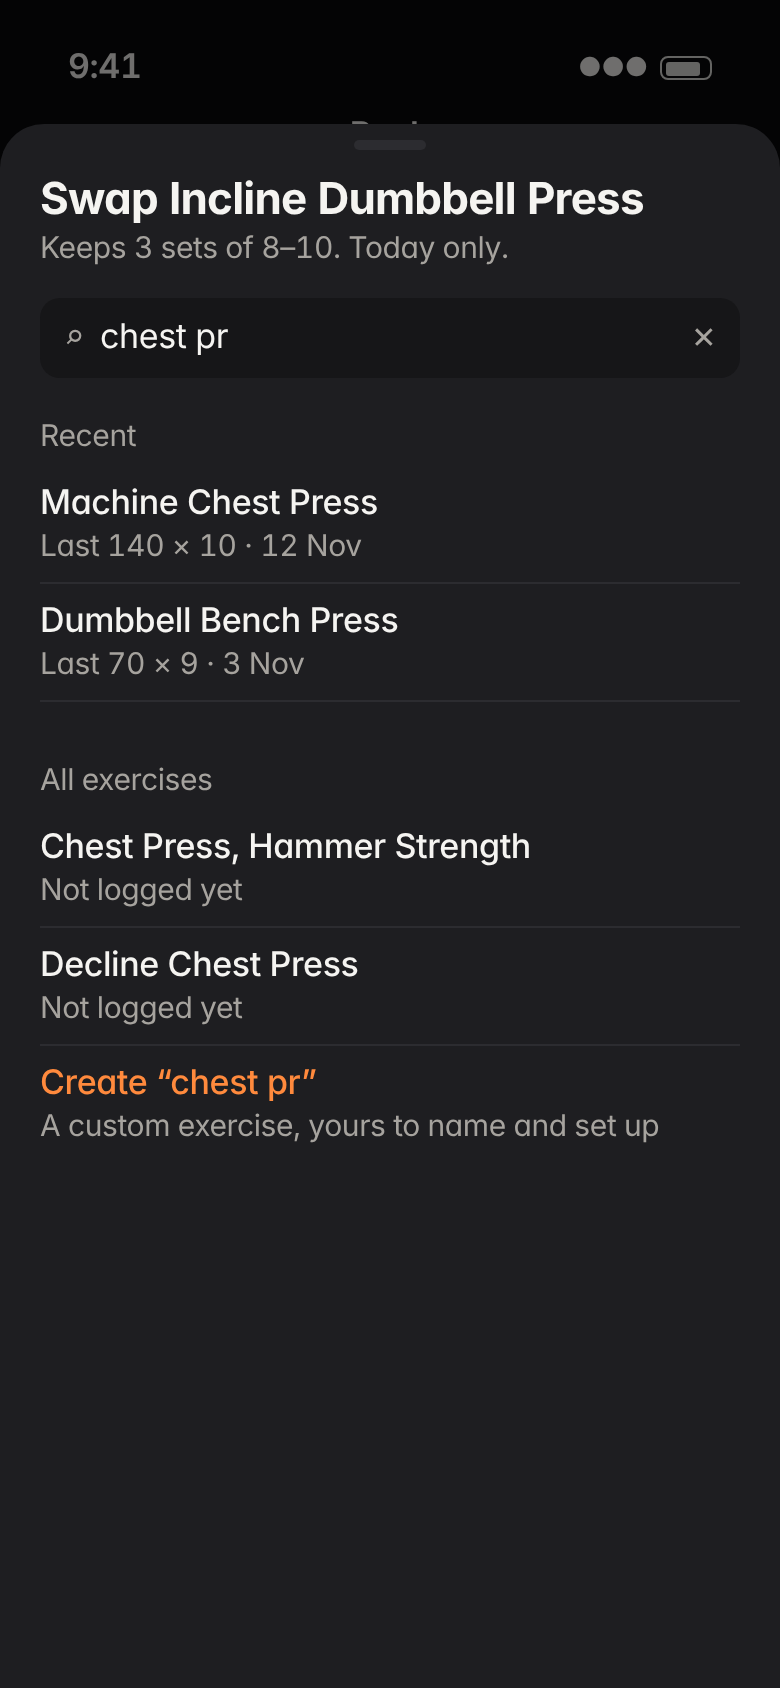 9:41
Swap Incline Dumbbell Press
Keeps 3 sets of 8–10. Today only.
chest pr
Recent
Machine Chest Press
Last 140 × 10 · 12 Nov
Dumbbell Bench Press
Last 70 × 9 · 3 Nov
All exercises
Chest Press, Hammer Strength
Not logged yet
Decline Chest Press
Not logged yet
Create “chest pr”
A custom exercise, yours to name and set up